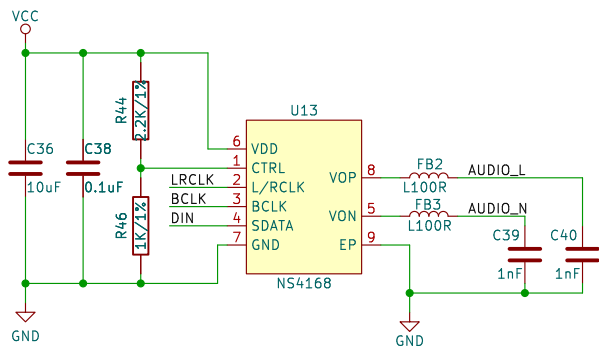 VCC
C36
10uF
C38
0.1uF
R44
2.2K/1%
R46
1K/1%
U13
6 VDD
1 CTRL
LRCLK 2 L/RCLK
BCLK 3 BCLK
DIN 4 SDATA
7 GND
VOP 8
VON 5
EP 9
NS4168
FB2
L100R
AUDIO_L
FB3
L100R
AUDIO_N
C39
1nF
C40
1nF
GND
GND